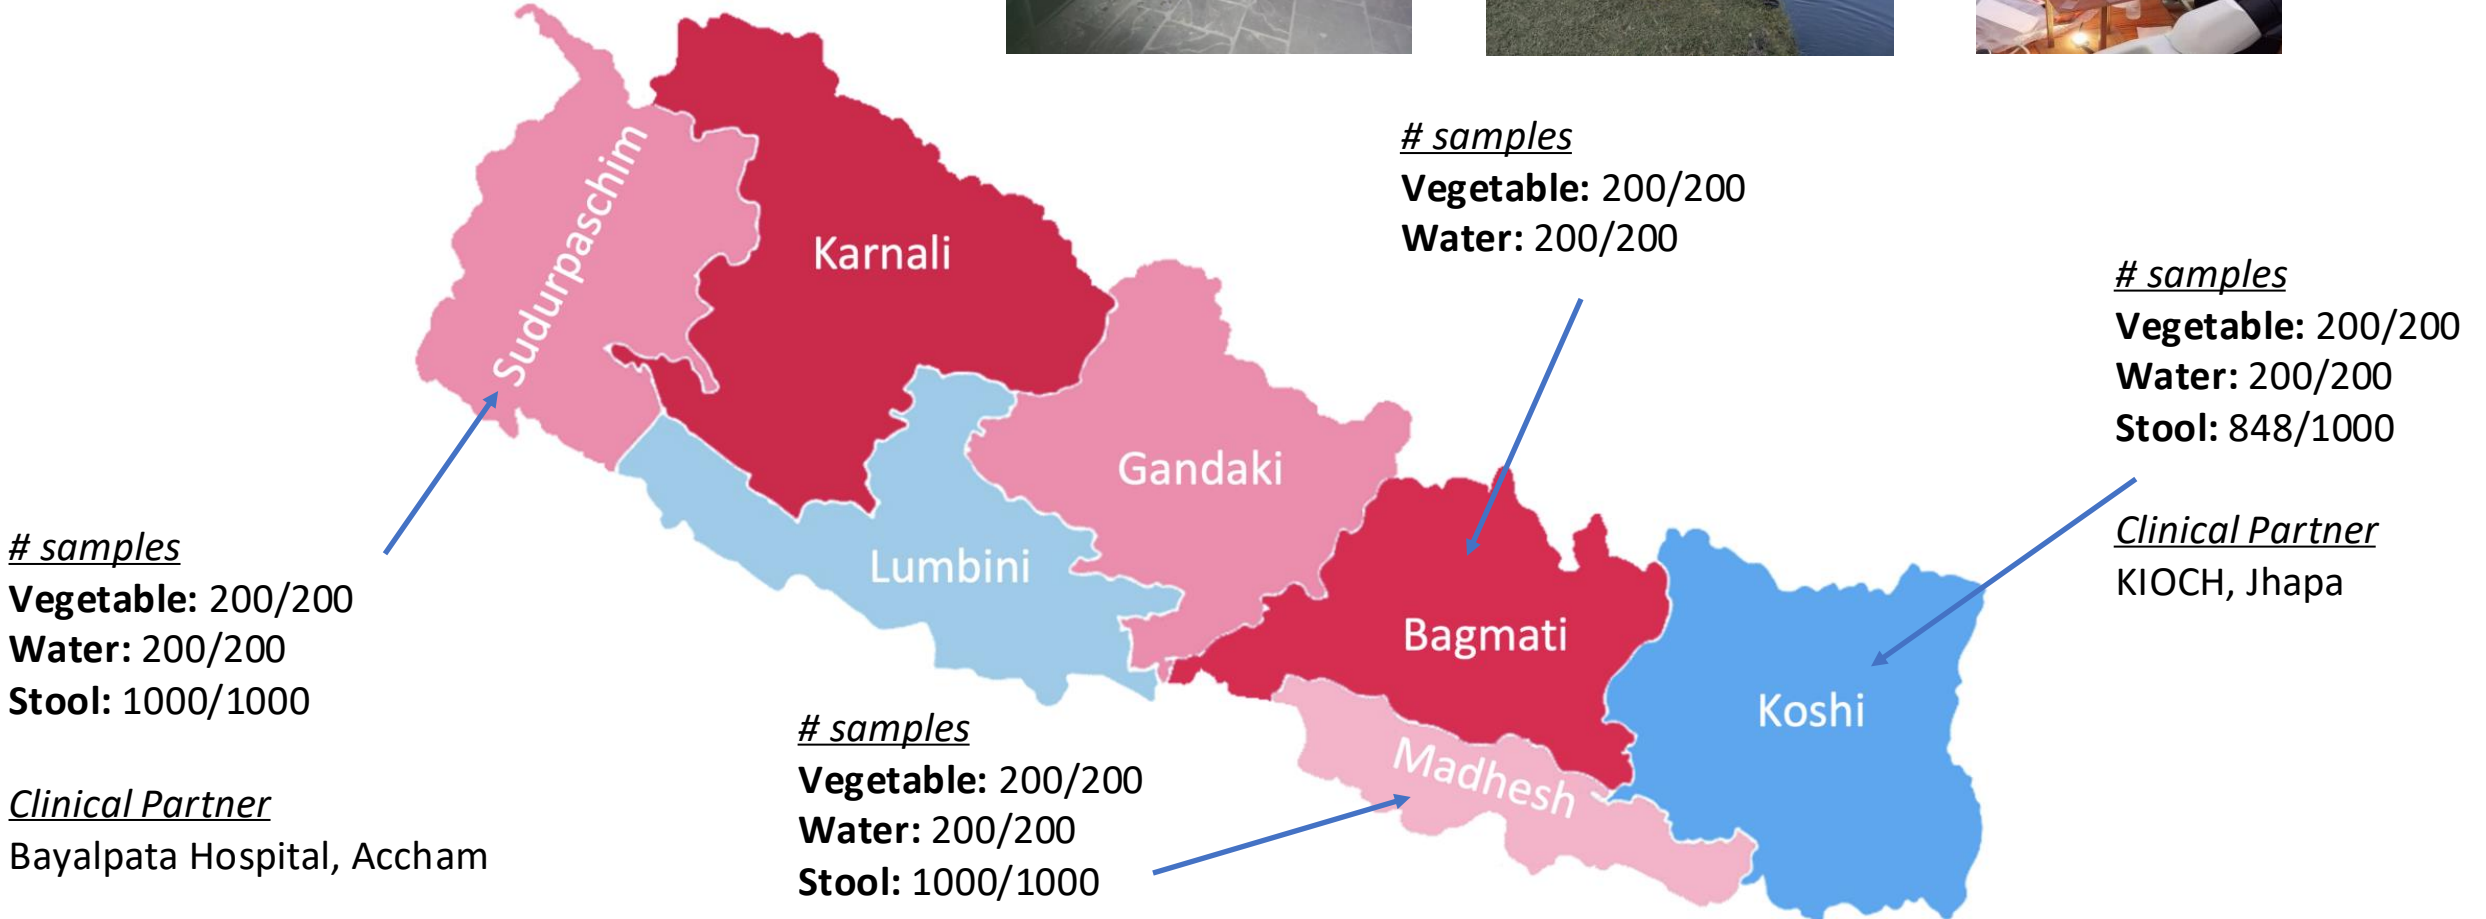 # samples
Vegetable: 200/200
Water: 200/200
# samples
Vegetable: 200/200
Water: 200/200
Stool: 848/1000
Clinical Partner
KIOCH, Jhapa
Sudurpaschim
Karnali
Gandaki
Lumbini
Bagmati
Koshi
Madhesh
# samples
Vegetable: 200/200
Water: 200/200
Stool: 1000/1000
Clinical Partner
Bayalpata Hospital, Accham
# samples
Vegetable: 200/200
Water: 200/200
Stool: 1000/1000